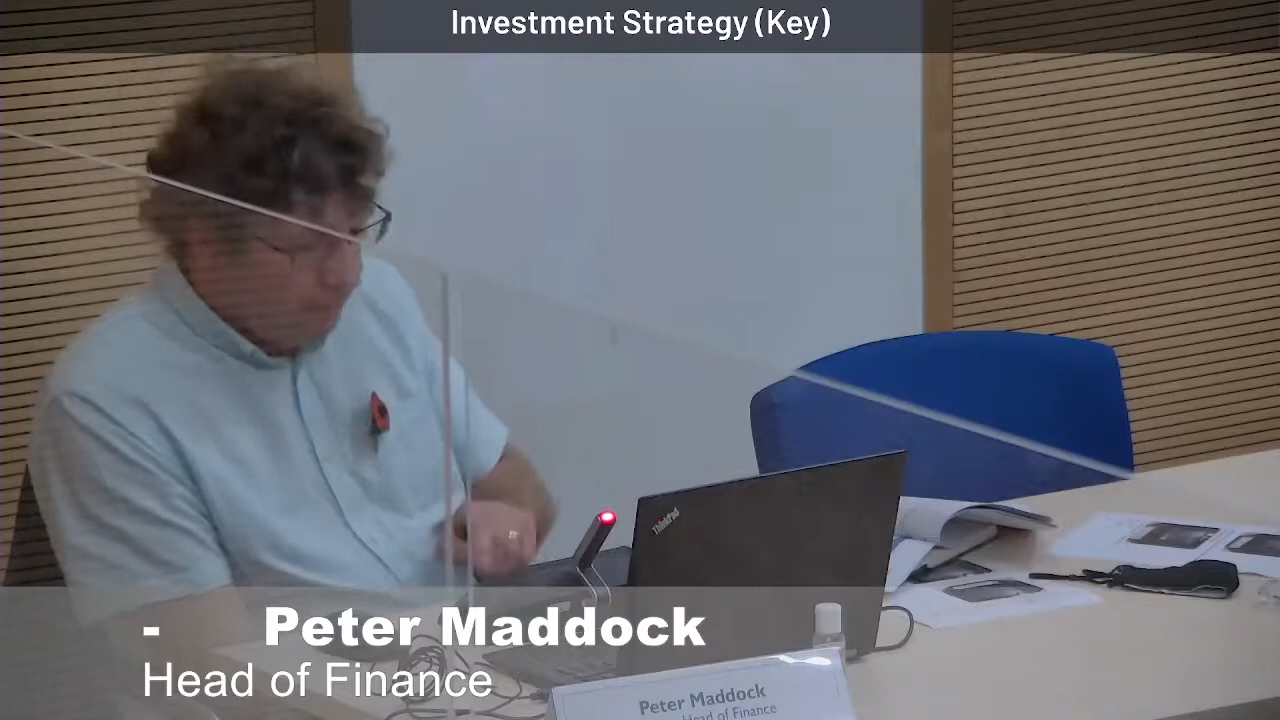 Investment Strategy (Key)
ThinkPad
- Peter Maddock
Head of Finance
Peter Maddock
Head of Finance